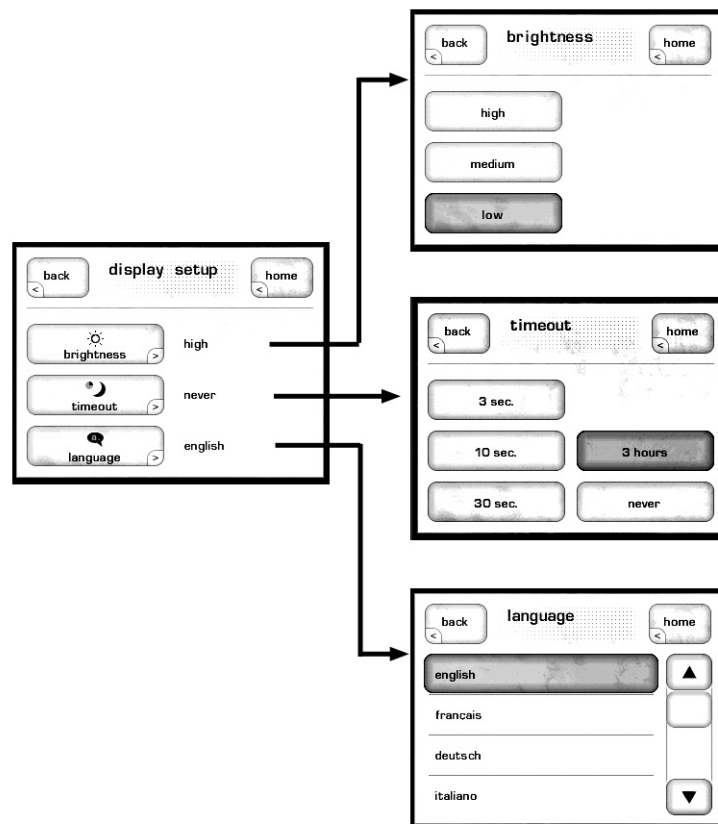 back
brightness
home
high
medium
low
back
display setup
home
brightness
high
timeout
never
language
english
back
timeout
home
3 sec.
10 sec.
3 hours
30 sec.
never
back
language
home
english
français
deutsch
italiano